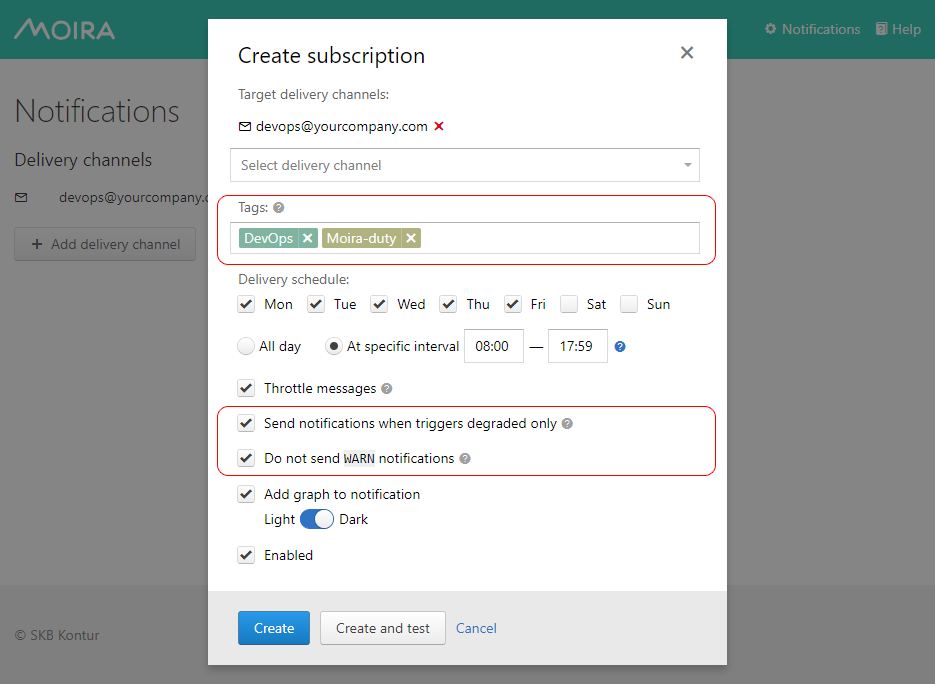 MOIRA
Notifications Help
Notifications
Delivery channels
devops@yourcompany.c
+ Add delivery channel
© SKB Kontur
Create subscription
Target delivery channels:
devops@yourcompany.com
Select delivery channel
Tags:
DevOps Moira-duty
Delivery schedule:
Mon Tue Wed Thu Fri Sat Sun
All day At specific interval 08:00 — 17:59
Throttle messages
Send notifications when triggers degraded only
Do not send WARN notifications
Add graph to notification
Light Dark
Enabled
Create Create and test Cancel